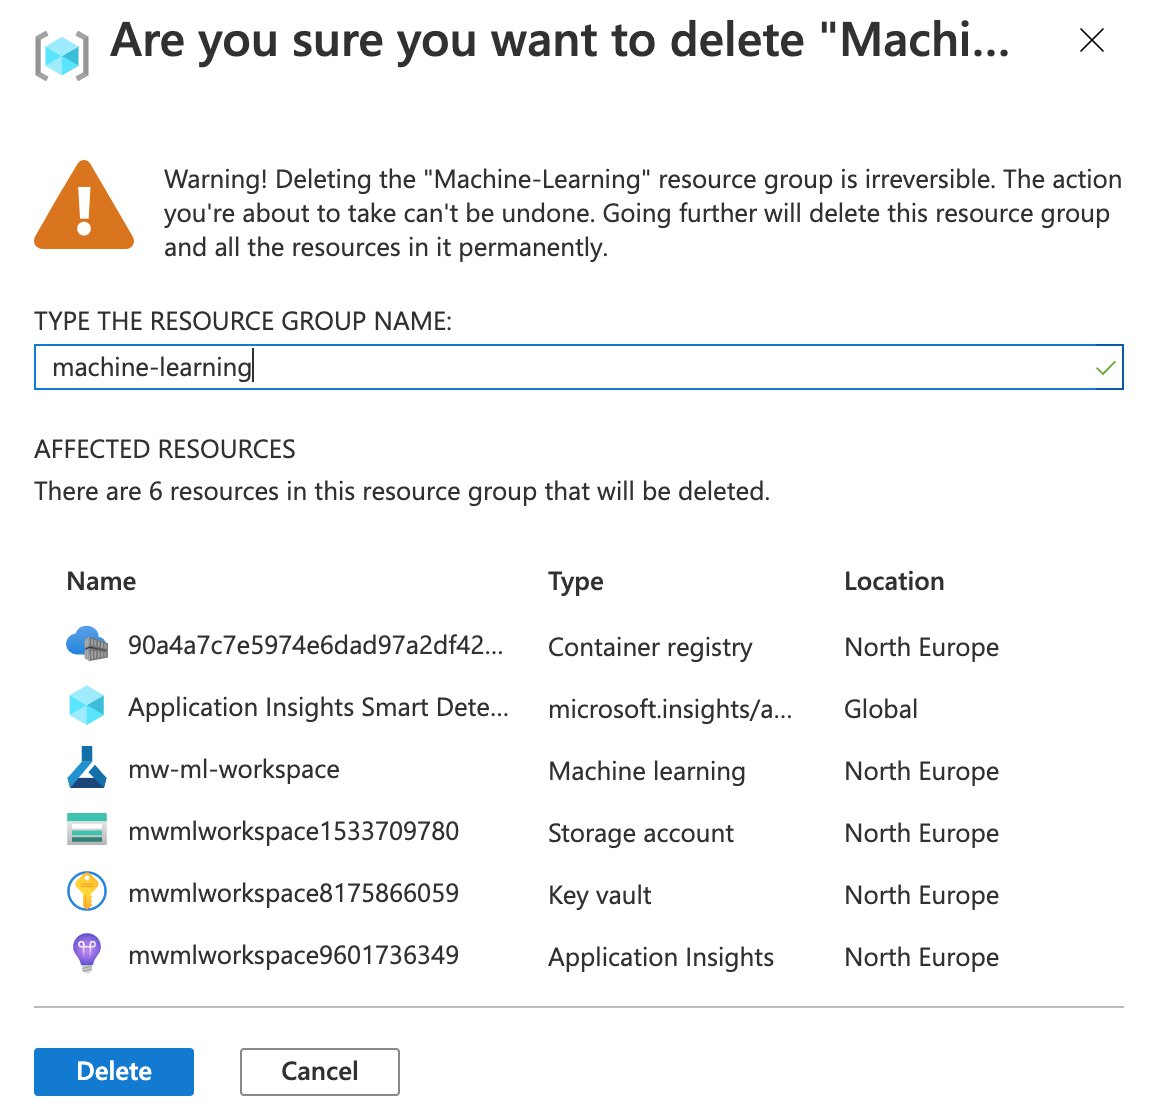 Are you sure you want to delete "Machi...
Warning! Deleting the "Machine-Learning" resource group is irreversible. The action
you're about to take can't be undone. Going further will delete this resource group
and all the resources in it permanently.
TYPE THE RESOURCE GROUP NAME:
machine-learning
AFFECTED RESOURCES
There are 6 resources in this resource group that will be deleted.
Name Type Location
90a4a7c7e5974e6dad97a2df42... Container registry North Europe
Application Insights Smart Dete... microsoft.insights/a... Global
mw-ml-workspace Machine learning North Europe
mwmlworkspace1533709780 Storage account North Europe
mwmlworkspace8175866059 Key vault North Europe
mwmlworkspace9601736349 Application Insights North Europe
Delete Cancel